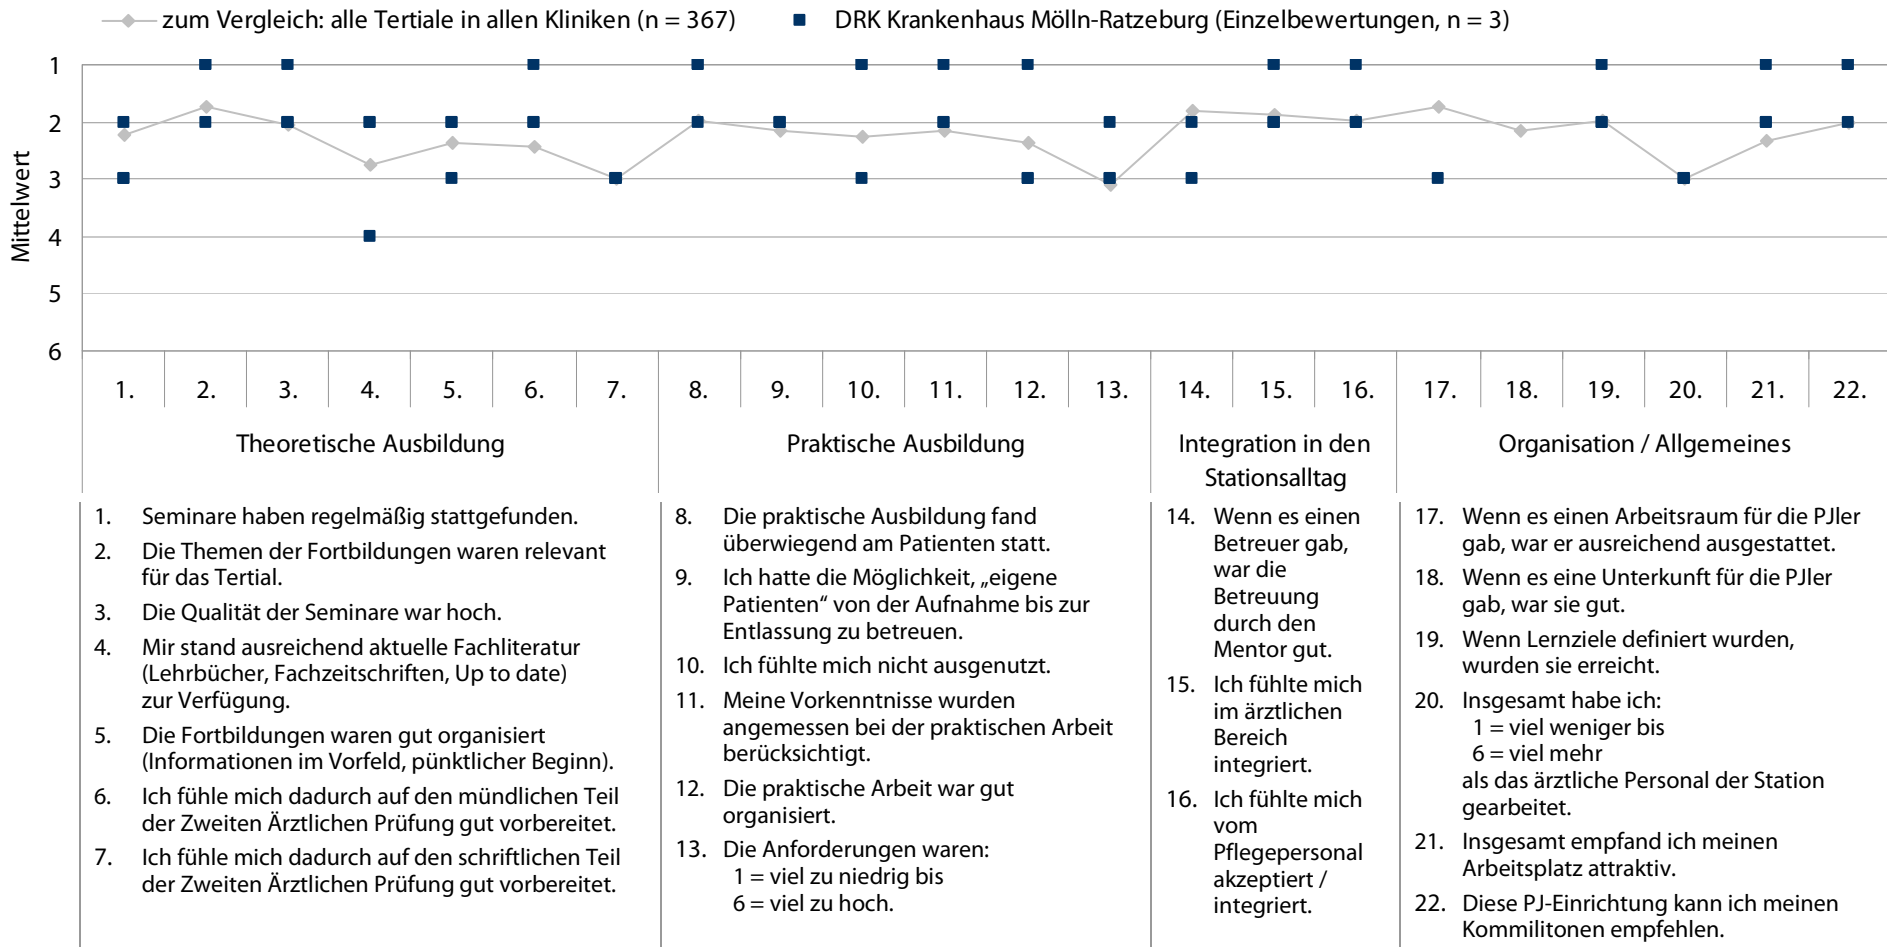 zum Vergleich: alle Tertiale in allen Kliniken (n = 367)
DRK Krankenhaus Mölln-Ratzeburg (Einzelbewertungen, n = 3)
Mittelwert
1
2
3
4
5
6
1. 2. 3. 4. 5. 6. 7. 8. 9. 10. 11. 12. 13. 14. 15. 16. 17. 18. 19. 20. 21. 22.
Theoretische Ausbildung
Praktische Ausbildung
Integration in den
Stationsalltag
Organisation / Allgemeines
1. Seminare haben regelmäßig stattgefunden.
2. Die Themen der Fortbildungen waren relevant
für das Tertial.
3. Die Qualität der Seminare war hoch.
4. Mir stand ausreichend aktuelle Fachliteratur
(Lehrbücher, Fachzeitschriften, Up to date)
zur Verfügung.
5. Die Fortbildungen waren gut organisiert
(Informationen im Vorfeld, pünktlicher Beginn).
6. Ich fühle mich dadurch auf den mündlichen Teil
der Zweiten Ärztlichen Prüfung gut vorbereitet.
7. Ich fühle mich dadurch auf den schriftlichen Teil
der Zweiten Ärztlichen Prüfung gut vorbereitet.
8. Die praktische Ausbildung fand
überwiegend am Patienten statt.
9. Ich hatte die Möglichkeit, „eigene
Patienten“ von der Aufnahme bis zur
Entlassung zu betreuen.
10. Ich fühlte mich nicht ausgenutzt.
11. Meine Vorkenntnisse wurden
angemessen bei der praktischen Arbeit
berücksichtigt.
12. Die praktische Arbeit war gut
organisiert.
13. Die Anforderungen waren:
1 = viel zu niedrig bis
6 = viel zu hoch.
14. Wenn es einen
Betreuer gab,
war die
Betreuung
durch den
Mentor gut.
15. Ich fühlte mich
im ärztlichen
Bereich
integriert.
16. Ich fühlte mich
vom
Pflegepersonal
akzeptiert /
integriert.
17. Wenn es einen Arbeitsraum für die PJler
gab, war er ausreichend ausgestattet.
18. Wenn es eine Unterkunft für die PJler
gab, war sie gut.
19. Wenn Lernziele definiert wurden,
wurden sie erreicht.
20. Insgesamt habe ich:
1 = viel weniger bis
6 = viel mehr
als das ärztliche Personal der Station
gearbeitet.
21. Insgesamt empfand ich meinen
Arbeitsplatz attraktiv.
22. Diese PJ-Einrichtung kann ich meinen
Kommilitonen empfehlen.